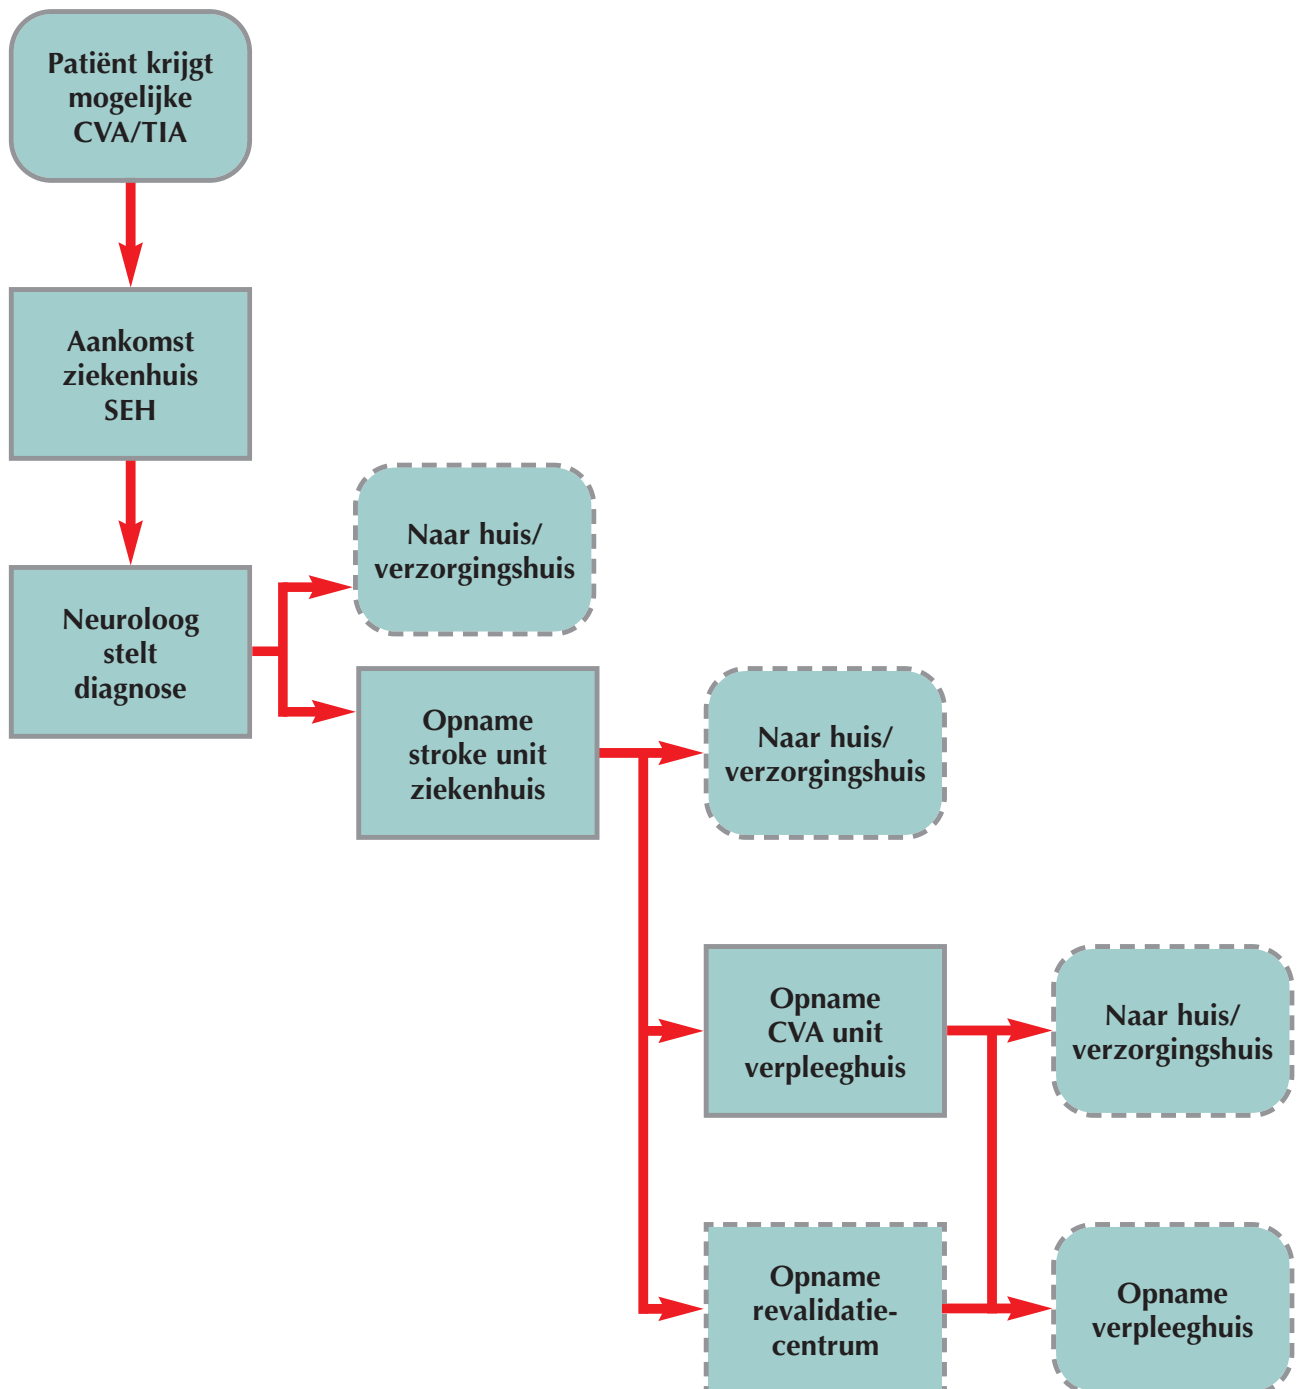 Patiënt krijgt
mogelijke
CVA/TIA
Aankomst
ziekenhuis
SEH
Neuroloog
stelt
diagnose
Naar huis/
verzorgingshuis
Opname
stroke unit
ziekenhuis
Naar huis/
verzorgingshuis
Opname
CVA unit
verpleeghuis
Naar huis/
verzorgingshuis
Opname
revalidatie-
centrum
Opname
verpleeghuis